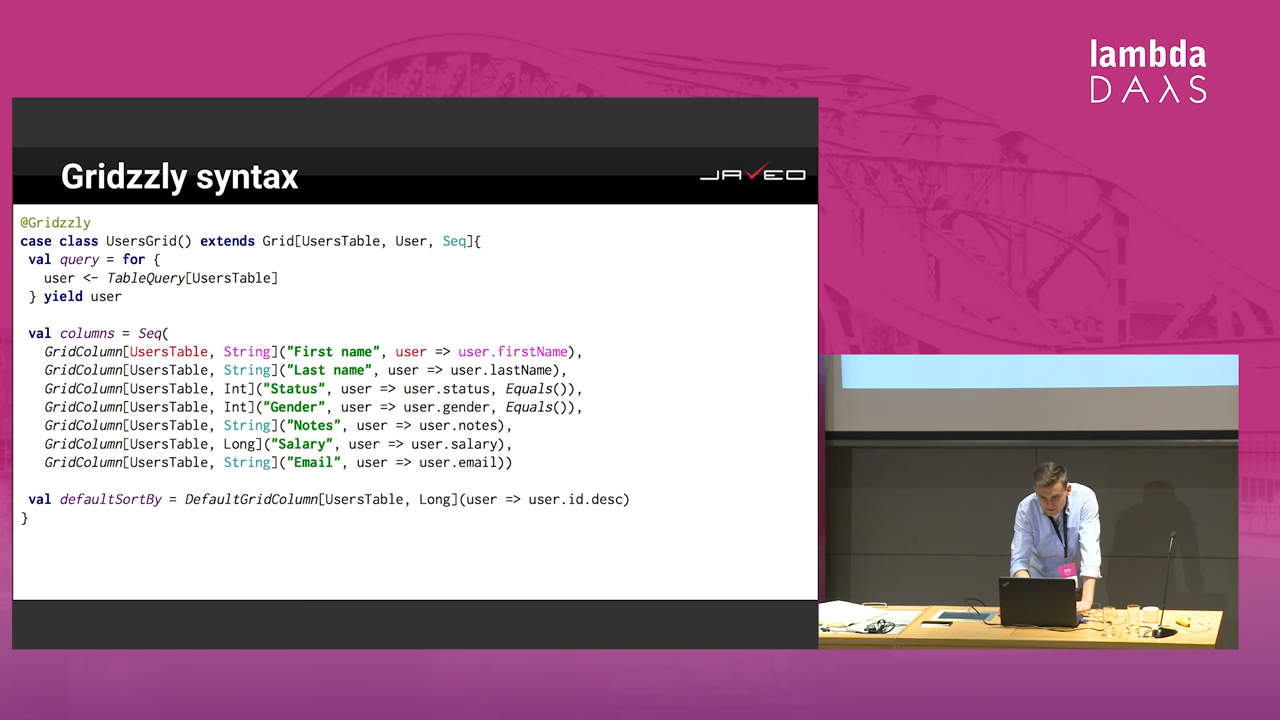 lambda
DAYS
Gridzzly syntax
JAVEO
@Gridzzly
case class UsersGrid() extends Grid[UsersTable, User, Seq]{
val query = for {
user <- TableQuery[UsersTable]
} yield user
val columns = Seq(
GridColumn[UsersTable, String]("First name", user => user.firstName),
GridColumn[UsersTable, String]("Last name", user => user.lastName),
GridColumn[UsersTable, Int]("Status", user => user.status, Equals()),
GridColumn[UsersTable, Int]("Gender", user => user.gender, Equals()),
GridColumn[UsersTable, String]("Notes", user => user.notes),
GridColumn[UsersTable, Long]("Salary", user => user.salary),
GridColumn[UsersTable, String]("Email", user => user.email))
val defaultSortBy = DefaultGridColumn[UsersTable, Long](user => user.id.desc)
}